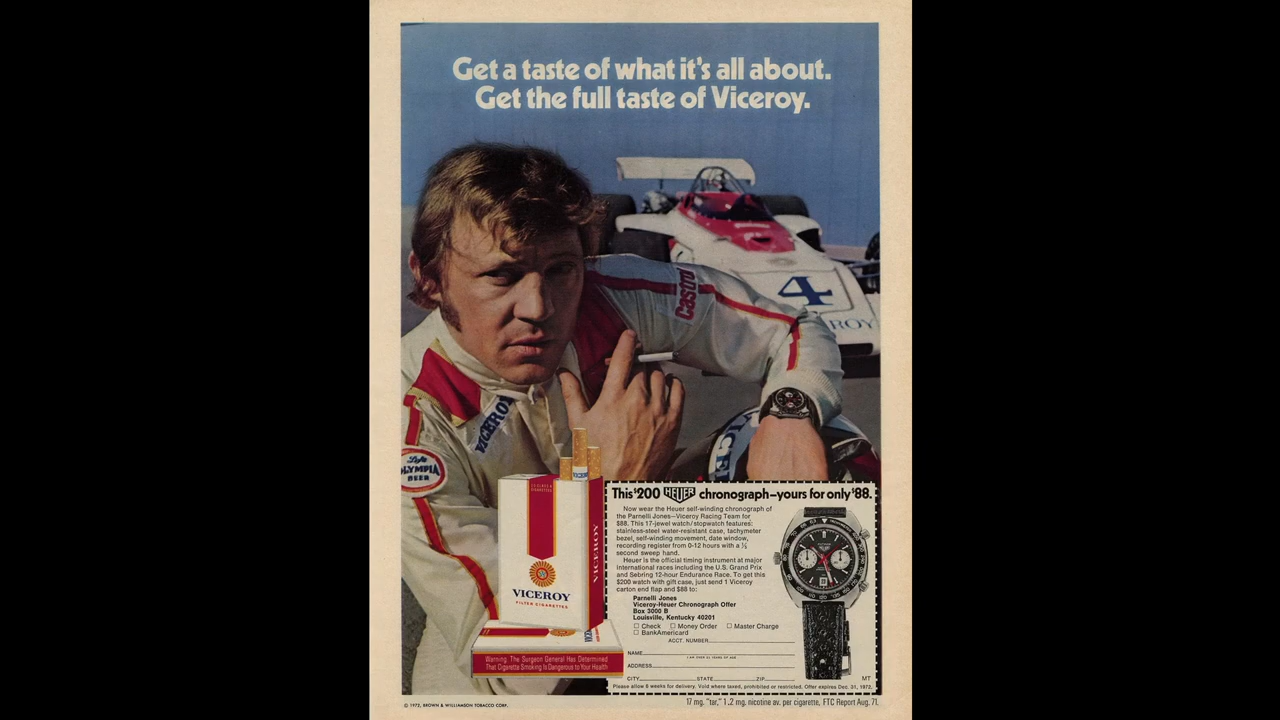 Get a taste of what it's all about.
Get the full taste of Viceroy.
4
ROY
Castrol
VICEROY
OLYMPIA
BEER
VICEROY
FILTER CIGARETTES
VICEROY
Warning: The Surgeon General Has Determined
That Cigarette Smoking Is Dangerous to Your Health
This $200 HEUER chronograph—yours for only $88.
Now wear the Heuer self-winding chronograph of
the Parnelli Jones—Viceroy Racing Team for
$88. This 17-jewel watch/stopwatch features:
stainless-steel water-resistant case, tachymeter
bezel, self-winding movement, date window,
recording register from 0-12 hours with a 1/5
second sweep hand.
Heuer is the official timing instrument at major
international races including the U.S. Grand Prix
and Sebring 12-hour Endurance Race. To get this
$200 watch with gift case, just send 1 Viceroy
carton end flap and $88 to:
Parnelli Jones
Viceroy-Heuer Chronograph Offer
Box 3000 B
Louisville, Kentucky 40201
☐ Check ☐ Money Order ☐ Master Charge
☐ BankAmericard
ACCT. NUMBER
NAME
I AM OVER 21 YEARS OF AGE
ADDRESS
CITY STATE ZIP
MT
Please allow 8 weeks for delivery. Void where taxed, prohibited or restricted. Offer expires Dec. 31, 1972.
© 1972, BROWN & WILLIAMSON TOBACCO CORP.
17 mg. "tar," 1.2 mg. nicotine av. per cigarette, FTC Report Aug. 71.